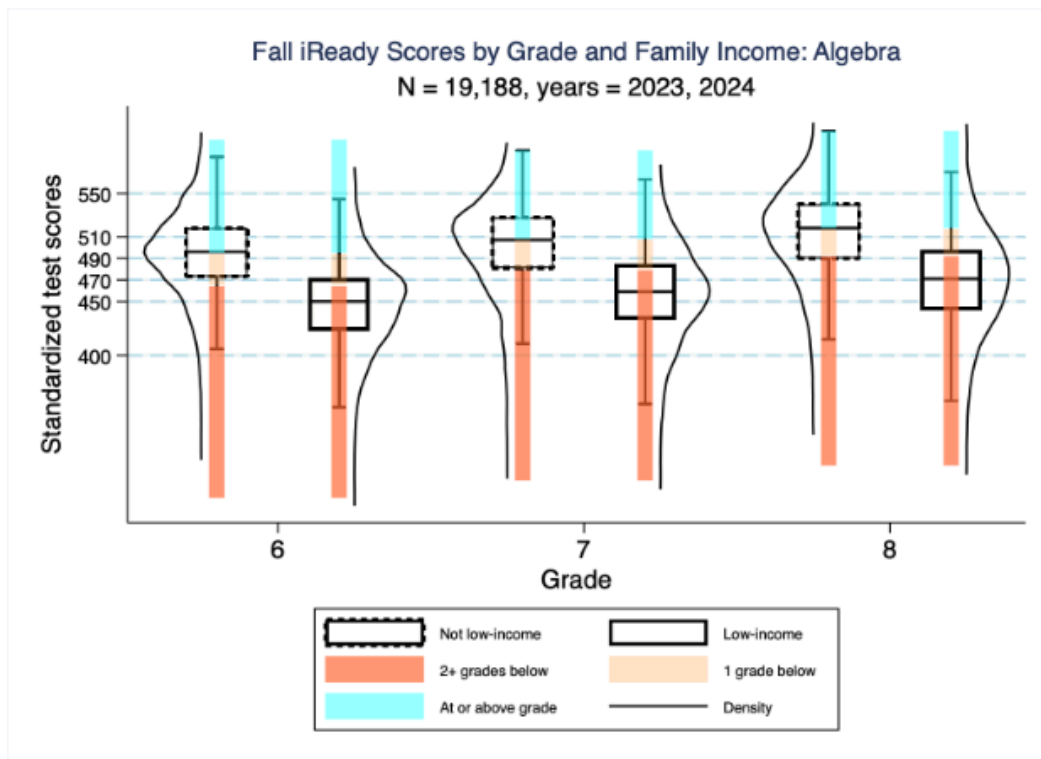 Fall iReady Scores by Grade and Family Income: Algebra
N = 19,188, years = 2023, 2024
Standardized test scores
550
510
490
470
450
400
6 7 8
Grade
Not low-income Low-income
2+ grades below 1 grade below
At or above grade Density